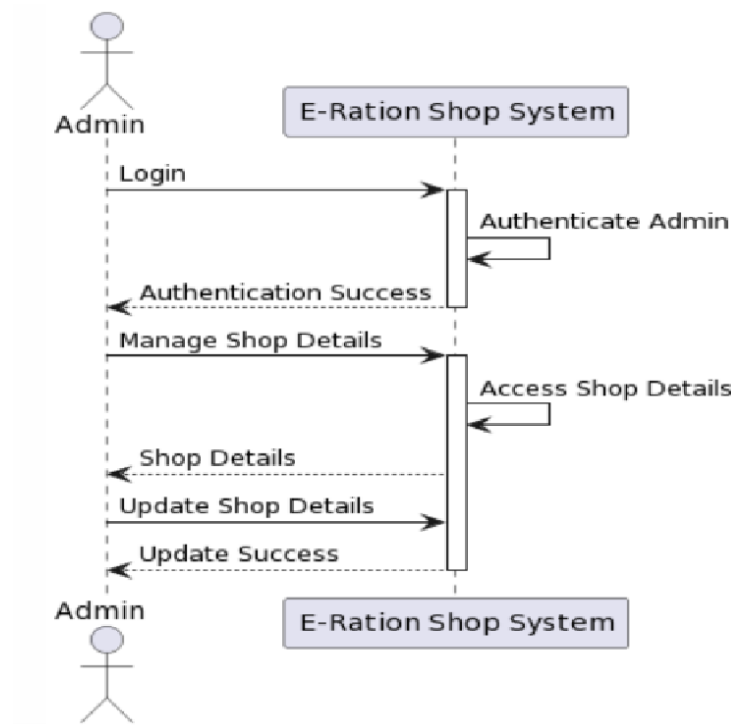 Admin
E-Ration Shop System
Login
Authenticate Admin
Authentication Success
Manage Shop Details
Access Shop Details
Shop Details
Update Shop Details
Update Success
Admin
E-Ration Shop System